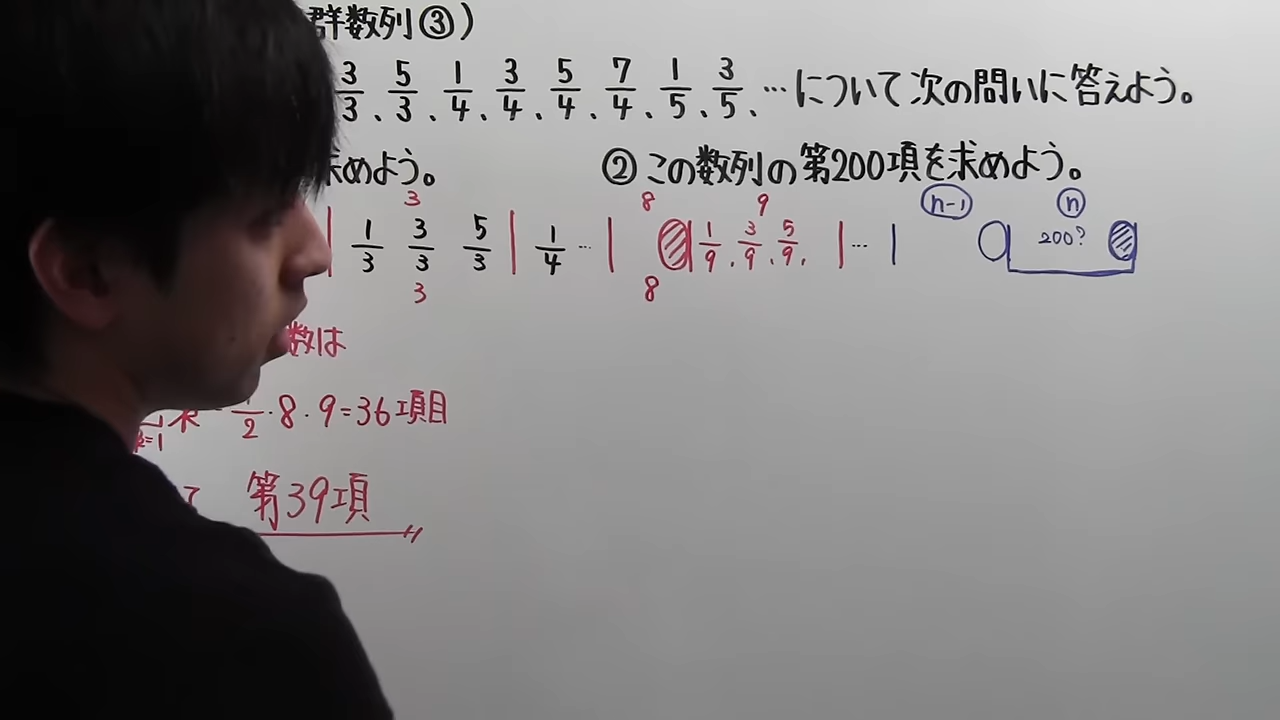 群数列③)
3/3、5/3、1/4、3/4、5/4、7/4、1/5、3/5、…について次の問いに答えよう。
求めよう。
② この数列の第200項を求めよう。
3 8 9 n-1 n
| 1/3 3/3 5/3 | 1/4 … | | 1/9 . 3/9 . 5/9 . | … | 200?
3 8
数は
k=1 1/2・8・9=36項目
て 第39項